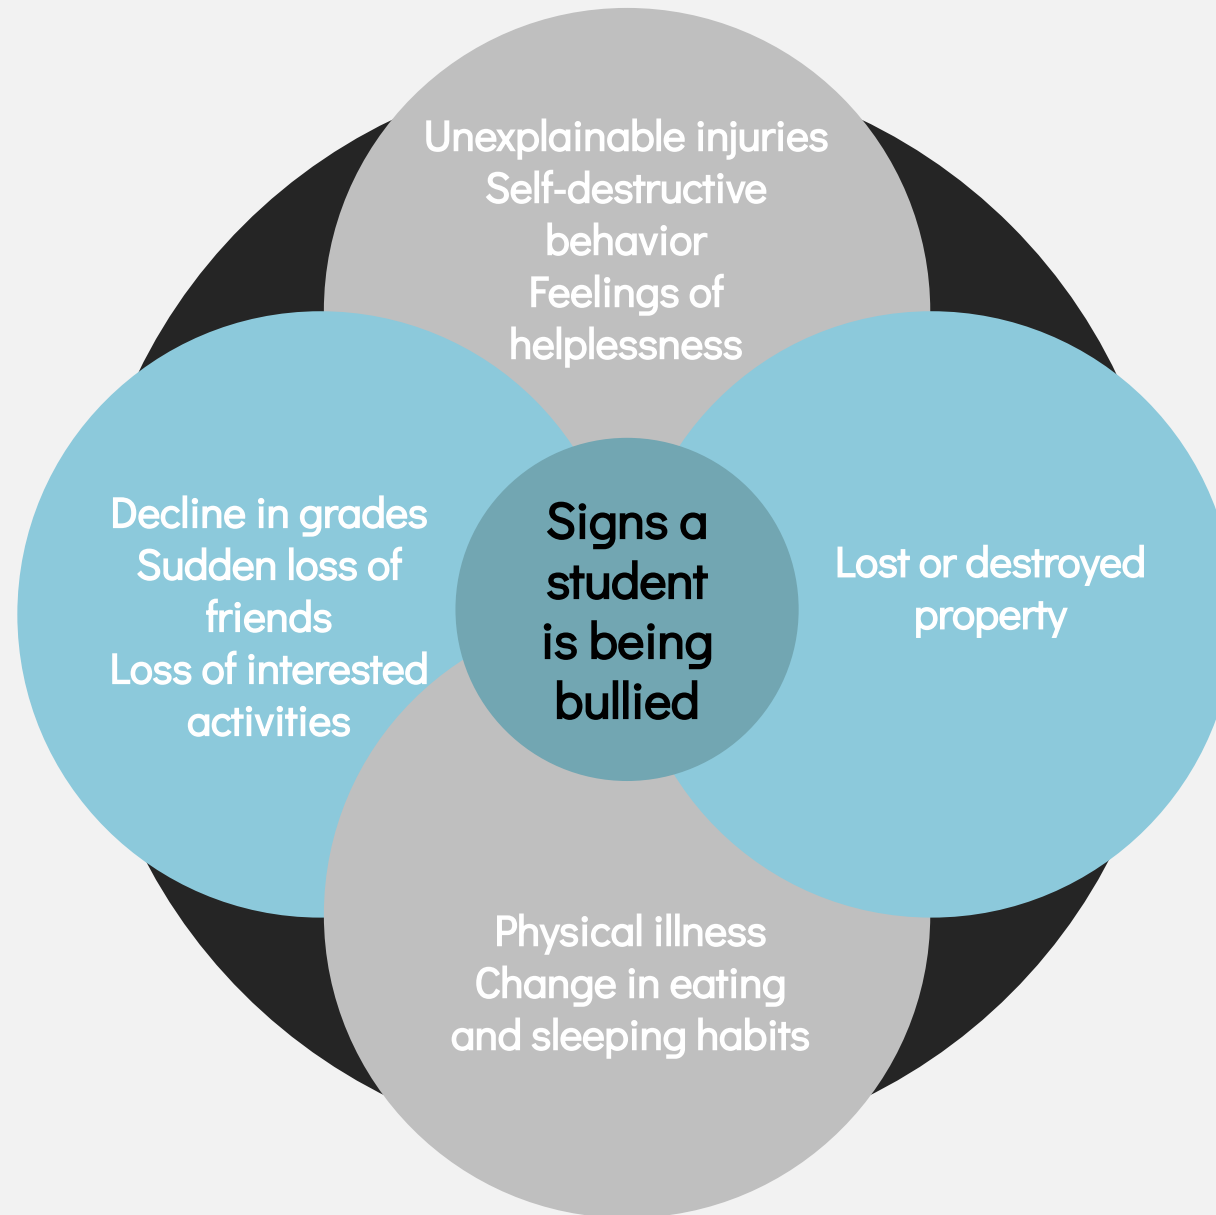 Unexplainable injuries
Self-destructive
behavior
Feelings of
helplessness
Decline in grades
Sudden loss of
friends
Loss of interested
activities
Signs a
student
is being
bullied
Lost or destroyed
property
Physical illness
Change in eating
and sleeping habits